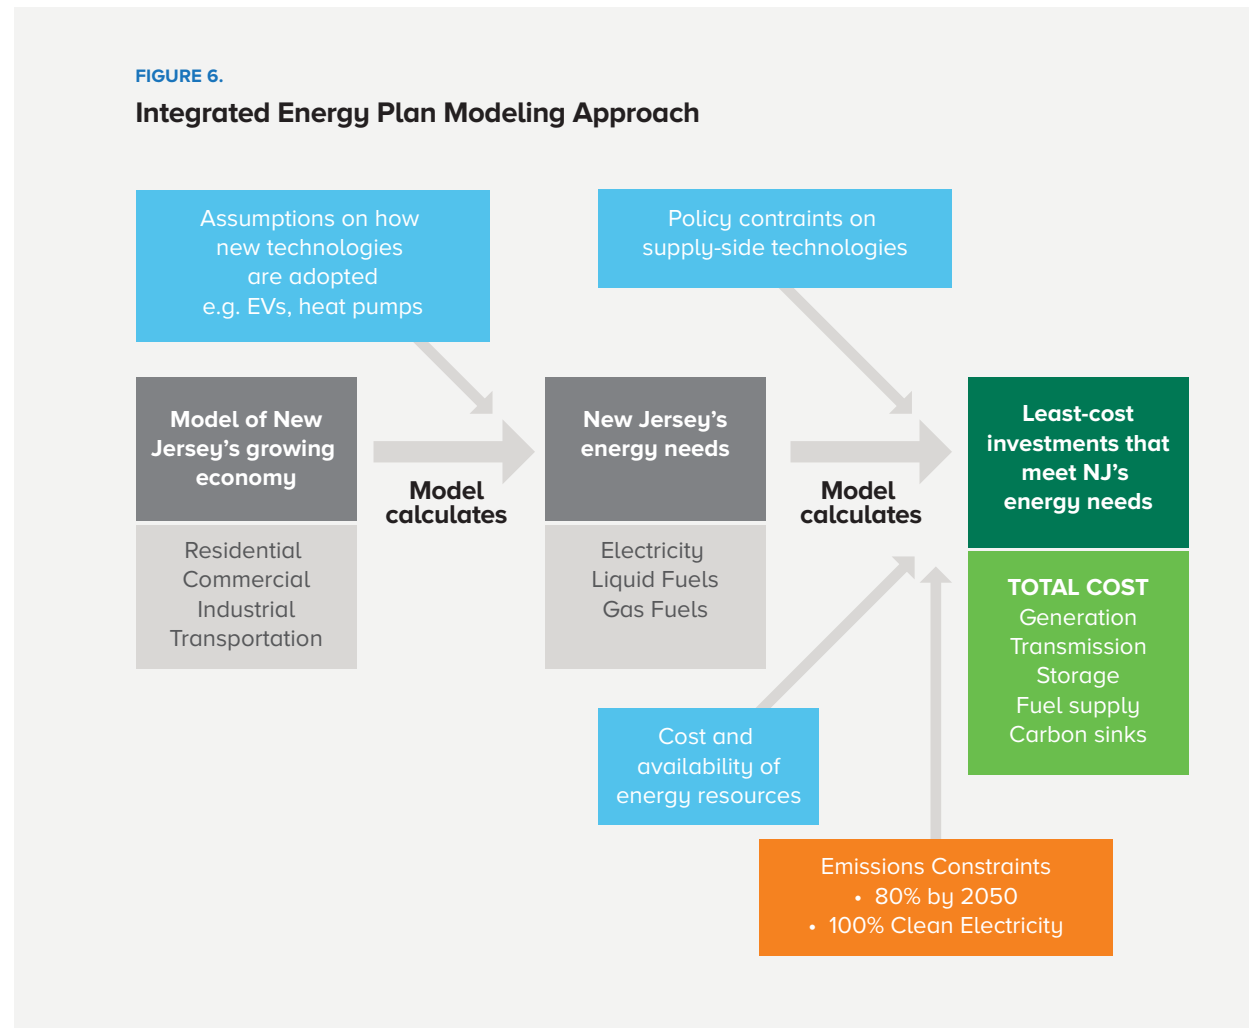 FIGURE 6.
Integrated Energy Plan Modeling Approach
Assumptions on how
new technologies
are adopted
e.g. EVs, heat pumps
Policy contraints on
supply-side technologies
Model of New
Jersey’s growing
economy
Residential
Commercial
Industrial
Transportation
Model
calculates
New Jersey’s
energy needs
Electricity
Liquid Fuels
Gas Fuels
Model
calculates
Least-cost
investments that
meet NJ’s
energy needs
TOTAL COST
Generation
Transmission
Storage
Fuel supply
Carbon sinks
Cost and
availability of
energy resources
Emissions Constraints
• 80% by 2050
• 100% Clean Electricity